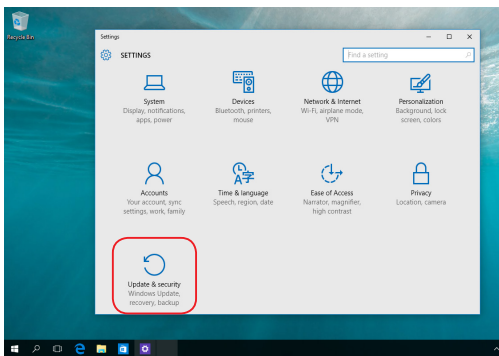 Recycle Bin
Settings
SETTINGS
Find a setting
System
Display, notifications,
apps, power
Devices
Bluetooth, printers,
mouse
Network & Internet
Wi-Fi, airplane mode,
VPN
Personalization
Background, lock
screen, colors
Accounts
Your account, sync
settings, work, family
Time & language
Speech, region, date
Ease of Access
Narrator, magnifier,
high contrast
Privacy
Location, camera
Update & security
Windows Update,
recovery, backup